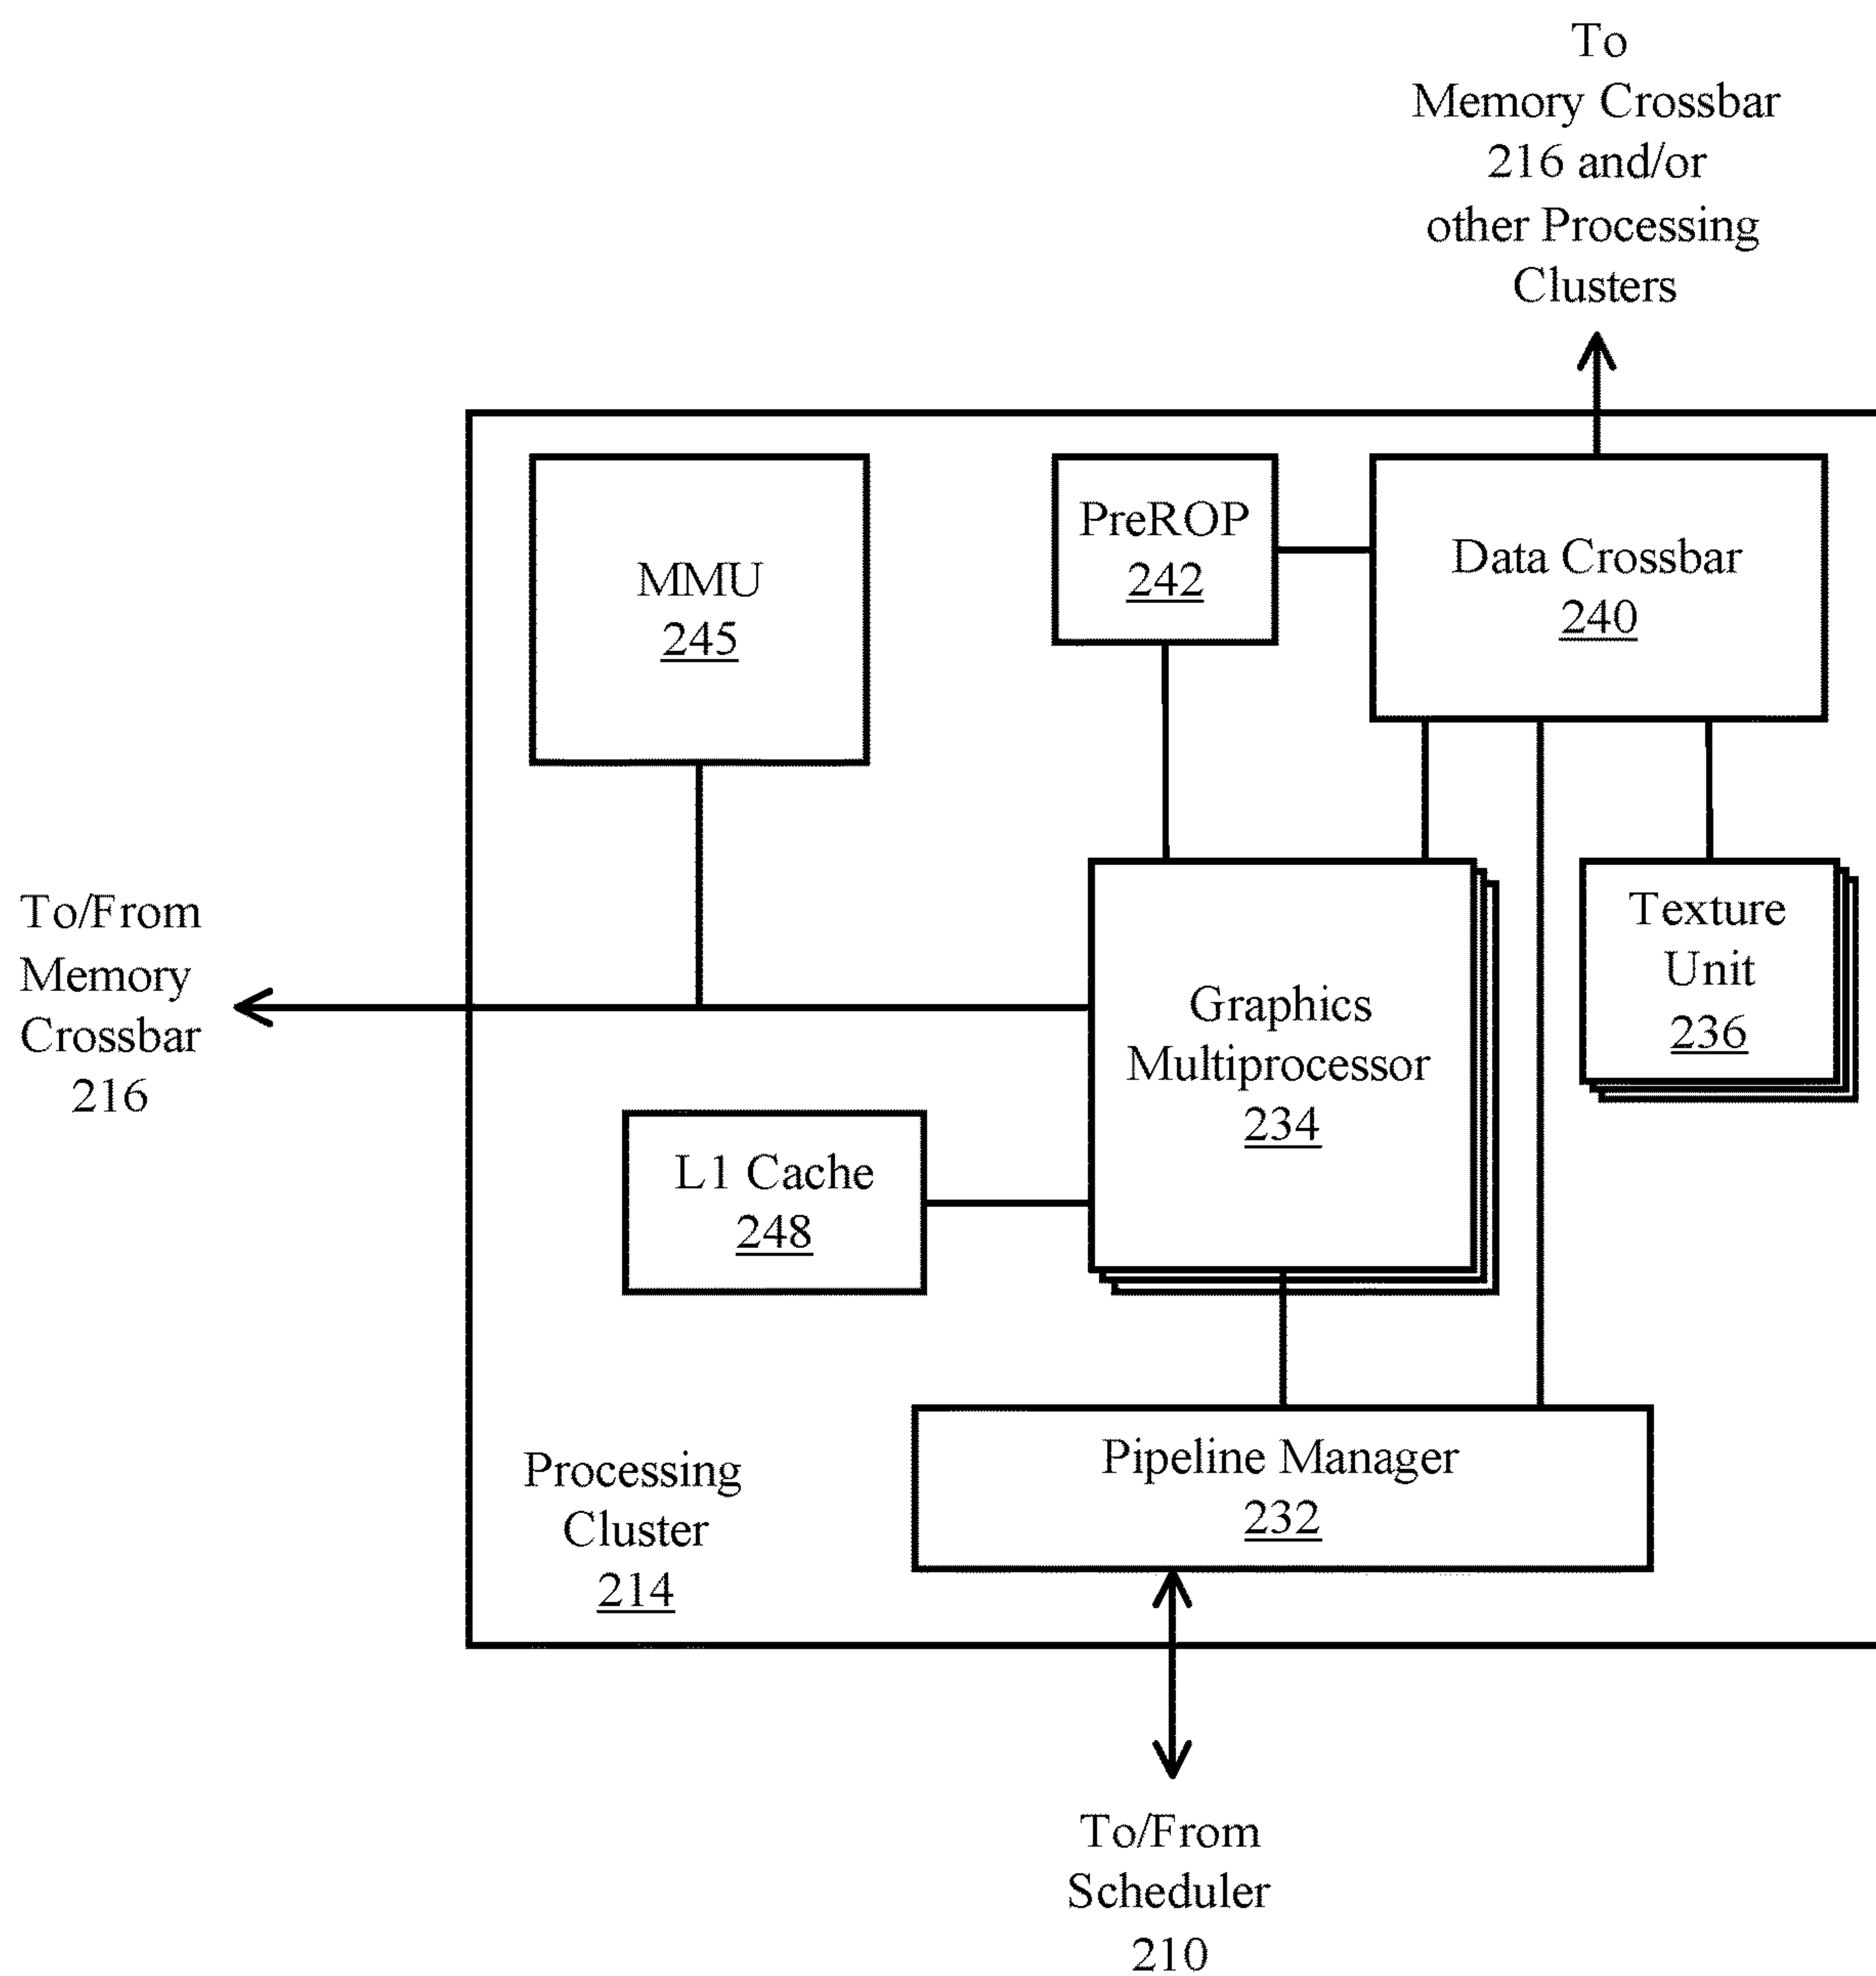 To
Memory Crossbar
216 and/or
other Processing
Clusters
MMU
245
PreROP
242
Data Crossbar
240
To/From
Memory
Crossbar
216
Graphics
Multiprocessor
234
Texture
Unit
236
L1 Cache
248
Processing
Cluster
214
Pipeline Manager
232
To/From
Scheduler
210